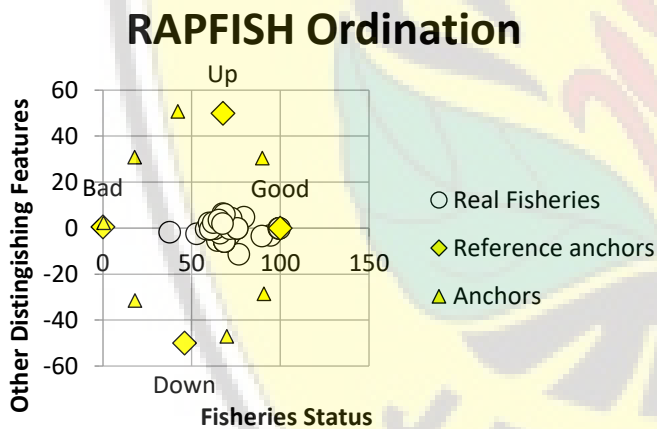 RAPFISH Ordination
Up
60
40
20
0
-20
-40
-60
Bad
Good
0
50
100
150
Down
Other Distingishing Features
Fisheries Status
Real Fisheries
Reference anchors
Anchors